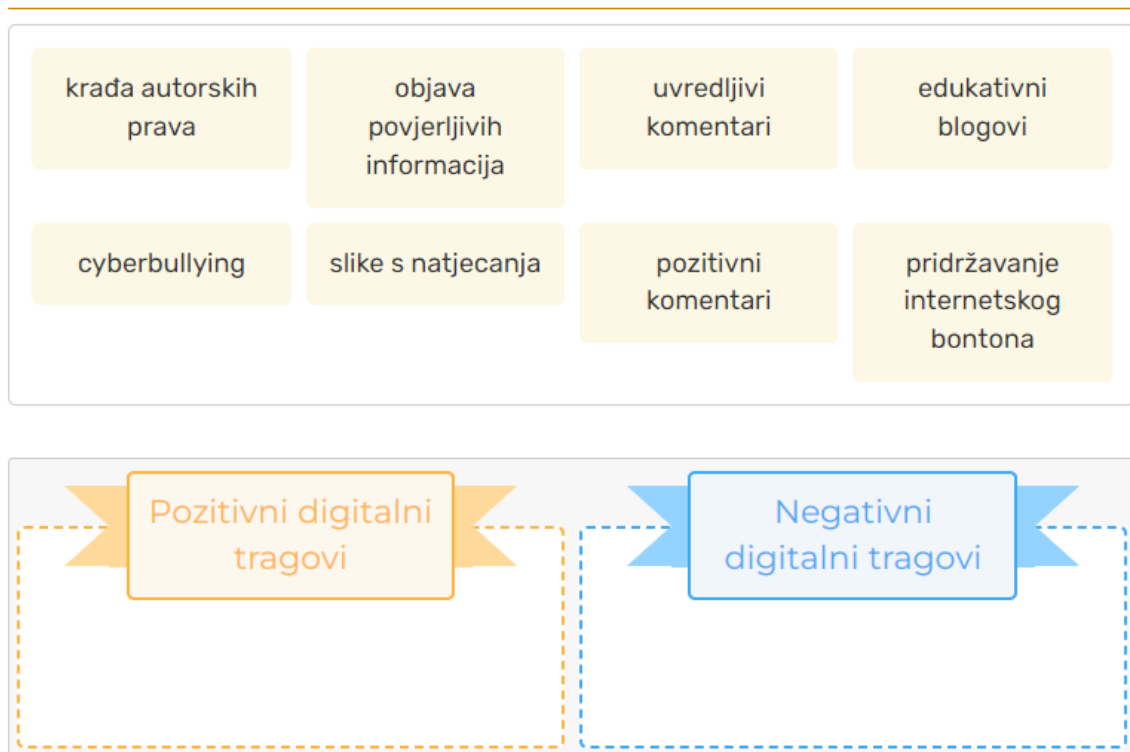 krađa autorskih
prava
objava
povjerljivih
informacija
uvredljivi
komentari
edukativni
blogovi
cyberbullying
slike s natjecanja
pozitivni
komentari
pridržavanje
internetskog
bontona
Pozitivni digitalni
tragovi
Negativni
digitalni tragovi